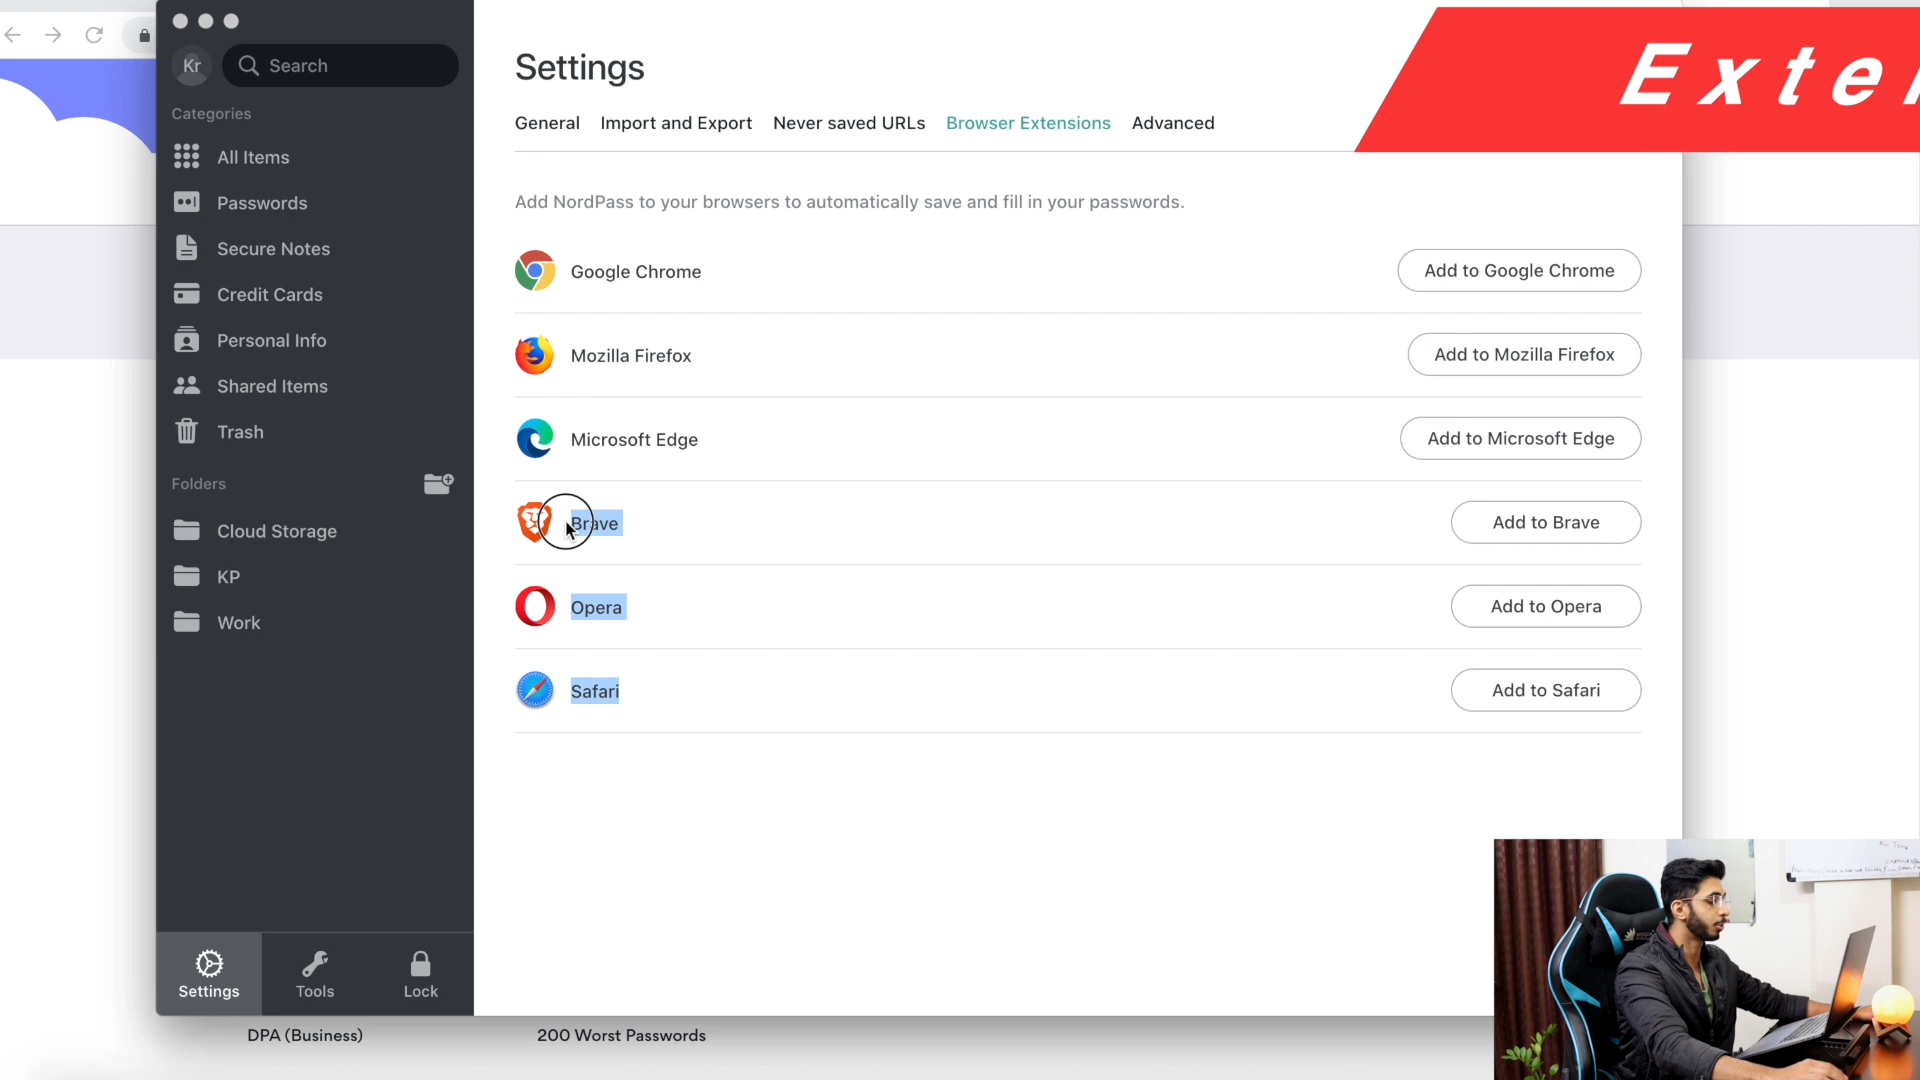 Kr
Search
Categories
All Items
Passwords
Secure Notes
Credit Cards
Personal Info
Shared Items
Trash
Folders
Cloud Storage
KP
Work
Settings
Tools
Lock
Settings
General
Import and Export
Never saved URLs
Browser Extensions
Advanced
Add NordPass to your browsers to automatically save and fill in your passwords.
Google Chrome
Add to Google Chrome
Mozilla Firefox
Add to Mozilla Firefox
Microsoft Edge
Add to Microsoft Edge
Brave
Add to Brave
Opera
Add to Opera
Safari
Add to Safari
DPA (Business)
200 Worst Passwords